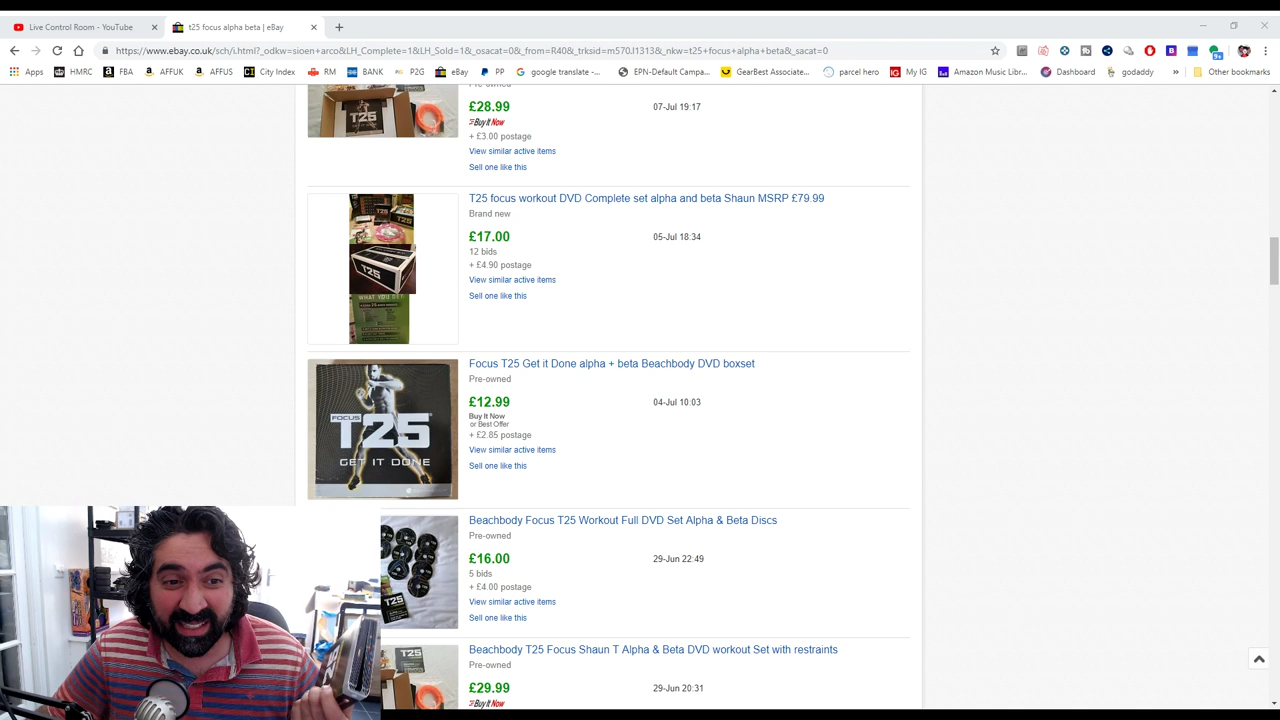 Live Control Room - YouTube
t25 focus alpha beta | eBay
https://www.ebay.co.uk/sch/i.html?_odkw=sioen+arco&LH_Complete=1&LH_Sold=1&_osacat=0&_from=R40&_trksid=m570.l1313&_nkw=t25+focus+alpha+beta&_sacat=0
Apps HMRC FBA AFFUK AFFUS City Index RM BANK P2G eBay PP google translate -... EPN-Default Campa... GearBest Associate... parcel hero My IG Amazon Music Libr... Dashboard godaddy » Other bookmarks
Pre-owned
£28.99 07-Jul 19:17
Buy It Now
+ £3.00 postage
View similar active items
Sell one like this
T25 focus workout DVD Complete set alpha and beta Shaun MSRP £79.99
Brand new
£17.00 05-Jul 18:34
12 bids
+ £4.90 postage
View similar active items
Sell one like this
T25
WHAT YOU GET
Focus T25 Get it Done alpha + beta Beachbody DVD boxset
Pre-owned
£12.99 04-Jul 10:03
Buy It Now
or Best Offer
+ £2.85 postage
View similar active items
Sell one like this
FOCUS
T25
GET IT DONE
Beachbody Focus T25 Workout Full DVD Set Alpha & Beta Discs
Pre-owned
£16.00 29-Jun 22:49
5 bids
+ £4.00 postage
View similar active items
Sell one like this
T25
Beachbody T25 Focus Shaun T Alpha & Beta DVD workout Set with restraints
Pre-owned
£29.99 29-Jun 20:31
Buy It Now
T25